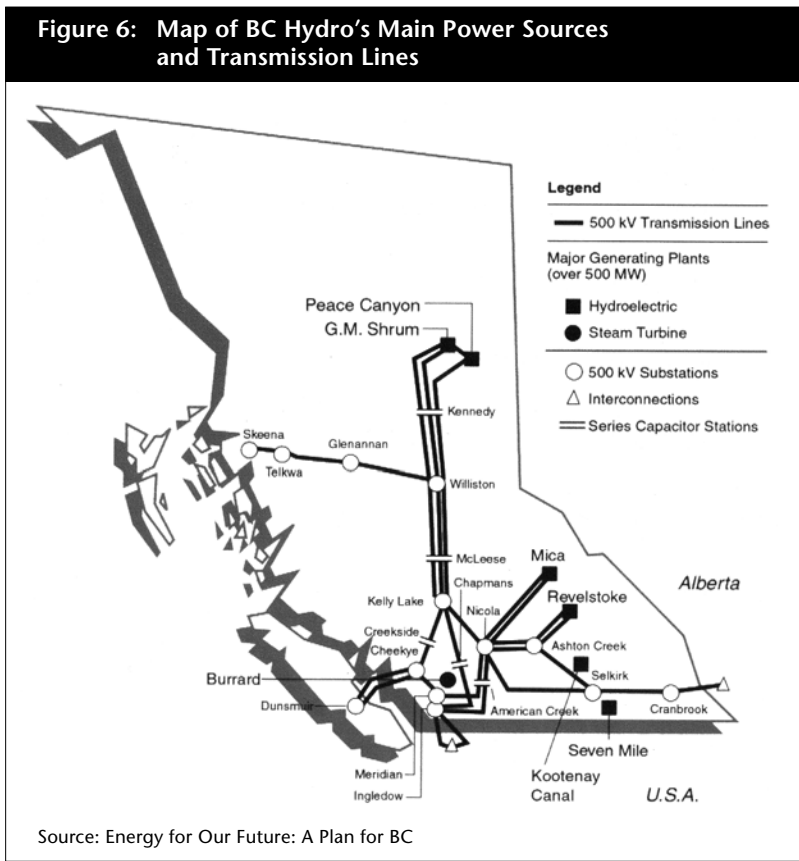 Figure 6: Map of BC Hydro's Main Power Sources
and Transmission Lines
Legend
500 kV Transmission Lines
Major Generating Plants
(over 500 MW)
Hydroelectric
Steam Turbine
500 kV Substations
Interconnections
Series Capacitor Stations
Peace Canyon
G.M. Shrum
Kennedy
Skeena
Glenannan
Telkwa
Williston
McLeese
Mica
Chapmans
Alberta
Kelly Lake
Nicola
Revelstoke
Creekside
Cheekye
Ashton Creek
Selkirk
Burrard
Dunsmuir
American Creek
Cranbrook
Seven Mile
Meridian
Kootenay
Canal
Ingledow
U.S.A.
Source: Energy for Our Future: A Plan for BC